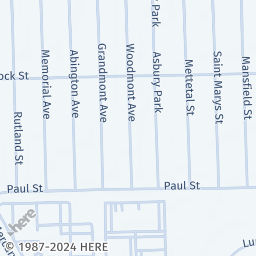 Park
ock St
Rutland St
Memorial Ave
Abington Ave
Grandmont Ave
Woodmont Ave
Asbury Park
Mettetal St
Saint Marys St
Mansfield St
Paul St
Paul St
here
Lu
© 1987-2024 HERE